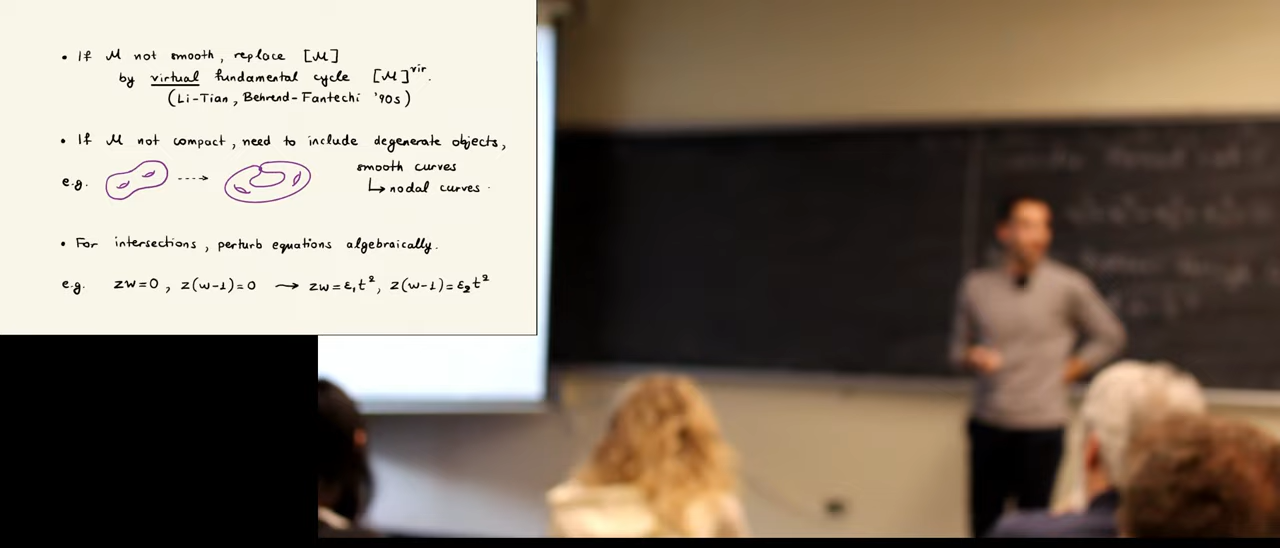 • If M not smooth, replace [M]
by virtual fundamental cycle [M]^vir.
(Li-Tian, Behrend-Fantechi '90s)
• If M not compact, need to include degenerate objects,
e.g. smooth curves
↳ nodal curves.
• For intersections, perturb equations algebraically.
e.g. zw=0, z(w-1)=0 → zw=ε₁t², z(w-1)=ε₂t²